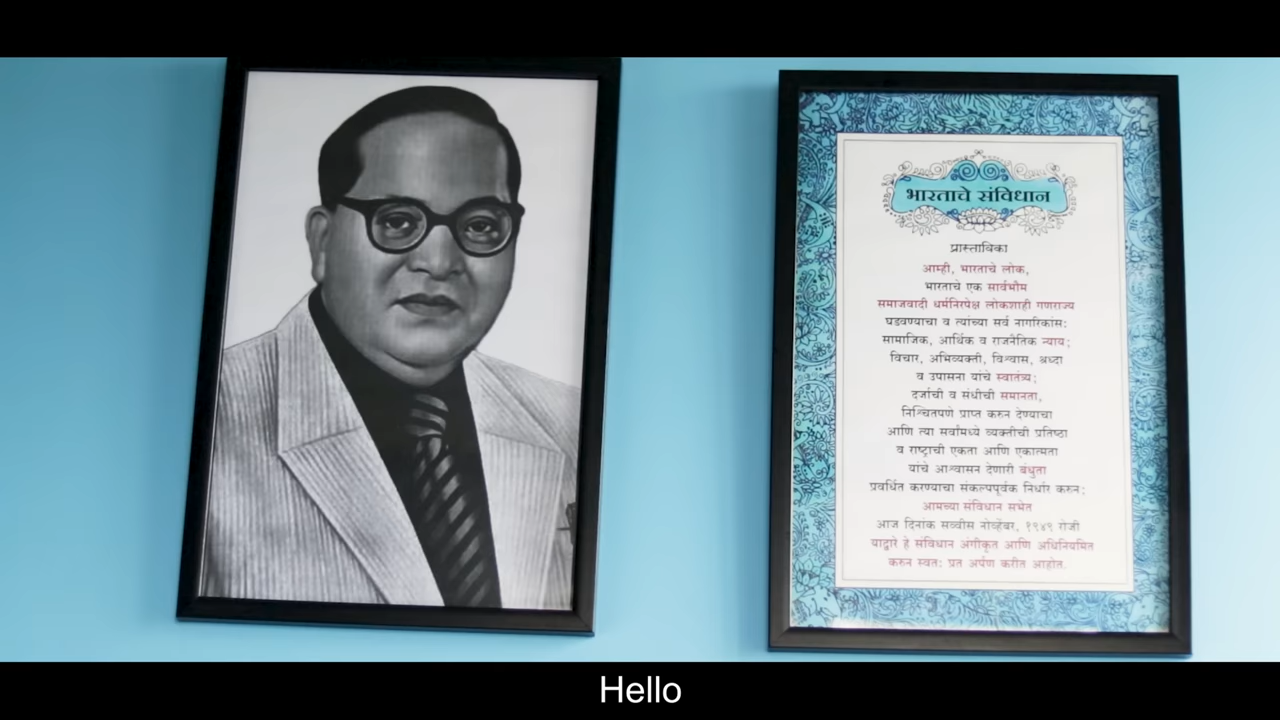 भारताचे संविधान
प्रास्ताविका
आम्ही, भारताचे लोक,
भारताचे एक सार्वभौम
समाजवादी धर्मनिरपेक्ष लोकशाही गणराज्य
घडवण्याचा व त्यांच्या सर्व नागरिकांस:
सामाजिक, आर्थिक व राजनैतिक न्याय;
विचार, अभिव्यक्ती, विश्वास, श्रध्दा
व उपासना यांचे स्वातंत्र्य;
दर्जाची व संधीची समानता,
निश्चितपणे प्राप्त करुन देण्याचा
आणि त्या सर्वांमध्ये व्यक्तीची प्रतिष्ठा
व राष्ट्राची एकता आणि एकात्मता
यांचे आश्वासन देणारी बंधुता
प्रवर्धित करण्याचा संकल्पपूर्वक निर्धार करुन;
आमच्या संविधान सभेत
आज दिनांक सव्वीस नोव्हेंबर, १९४९ रोजी
याद्वारे हे संविधान अंगीकृत आणि अधिनियमित
करुन स्वत: प्रत अर्पण करीत आहोत.
Hello